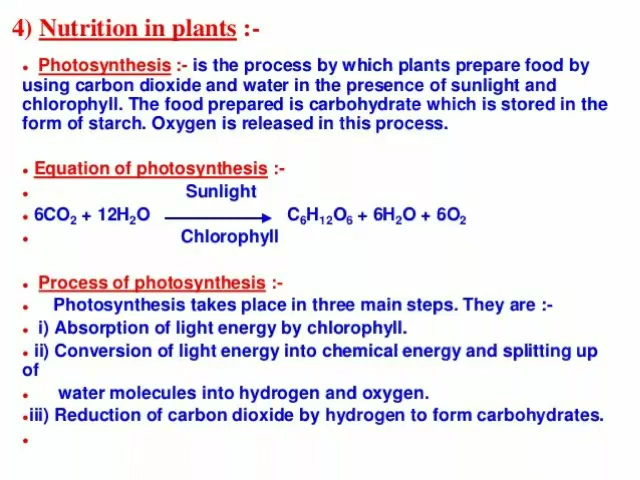 4) Nutrition in plants :-
• Photosynthesis :- is the process by which plants prepare food by
using carbon dioxide and water in the presence of sunlight and
chlorophyll. The food prepared is carbohydrate which is stored in the
form of starch. Oxygen is released in this process.
• Equation of photosynthesis :-
• Sunlight
• 6CO₂ + 12H₂O ⟶ C₆H₁₂O₆ + 6H₂O + 6O₂
• Chlorophyll
• Process of photosynthesis :-
• Photosynthesis takes place in three main steps. They are :-
• i) Absorption of light energy by chlorophyll.
• ii) Conversion of light energy into chemical energy and splitting up
of
• water molecules into hydrogen and oxygen.
•iii) Reduction of carbon dioxide by hydrogen to form carbohydrates.
•